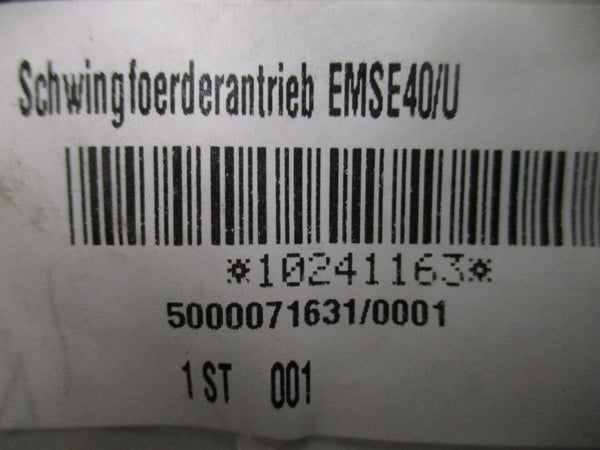 Schwingfoerderantrieb EMSE40/U
*10241163*
5000071631/0001
1 ST 001